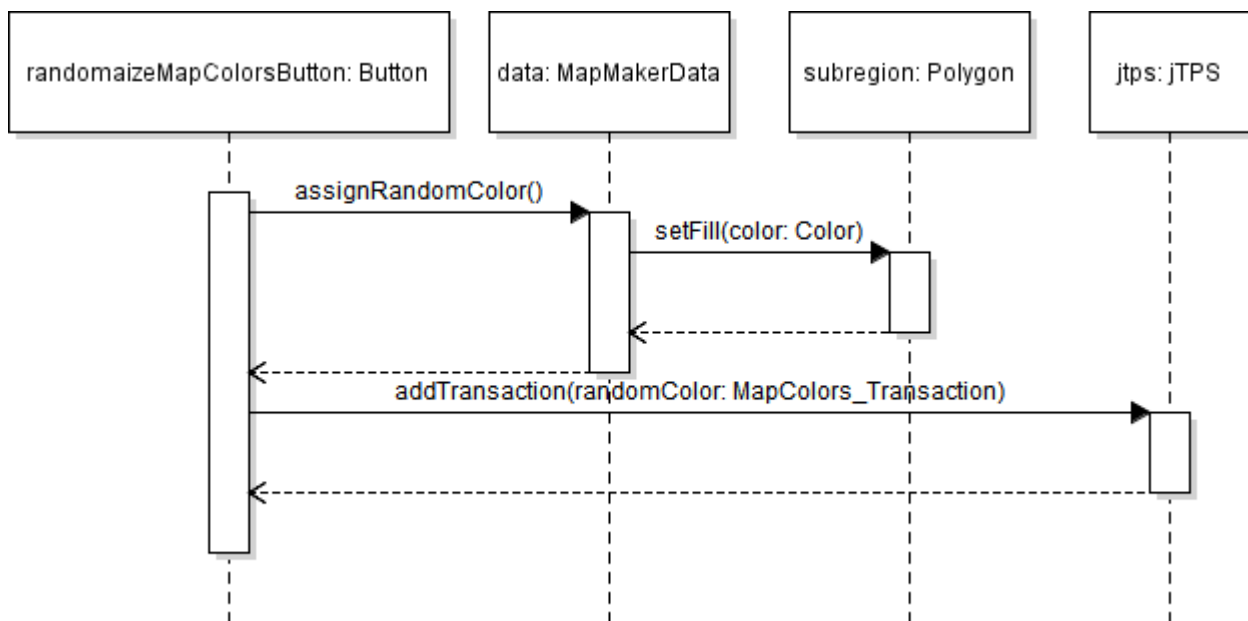 randomaizeMapColorsButton: Button
data: MapMakerData
subregion: Polygon
jtps: jTPS
assignRandomColor()
setFill(color: Color)
addTransaction(randomColor: MapColors_Transaction)